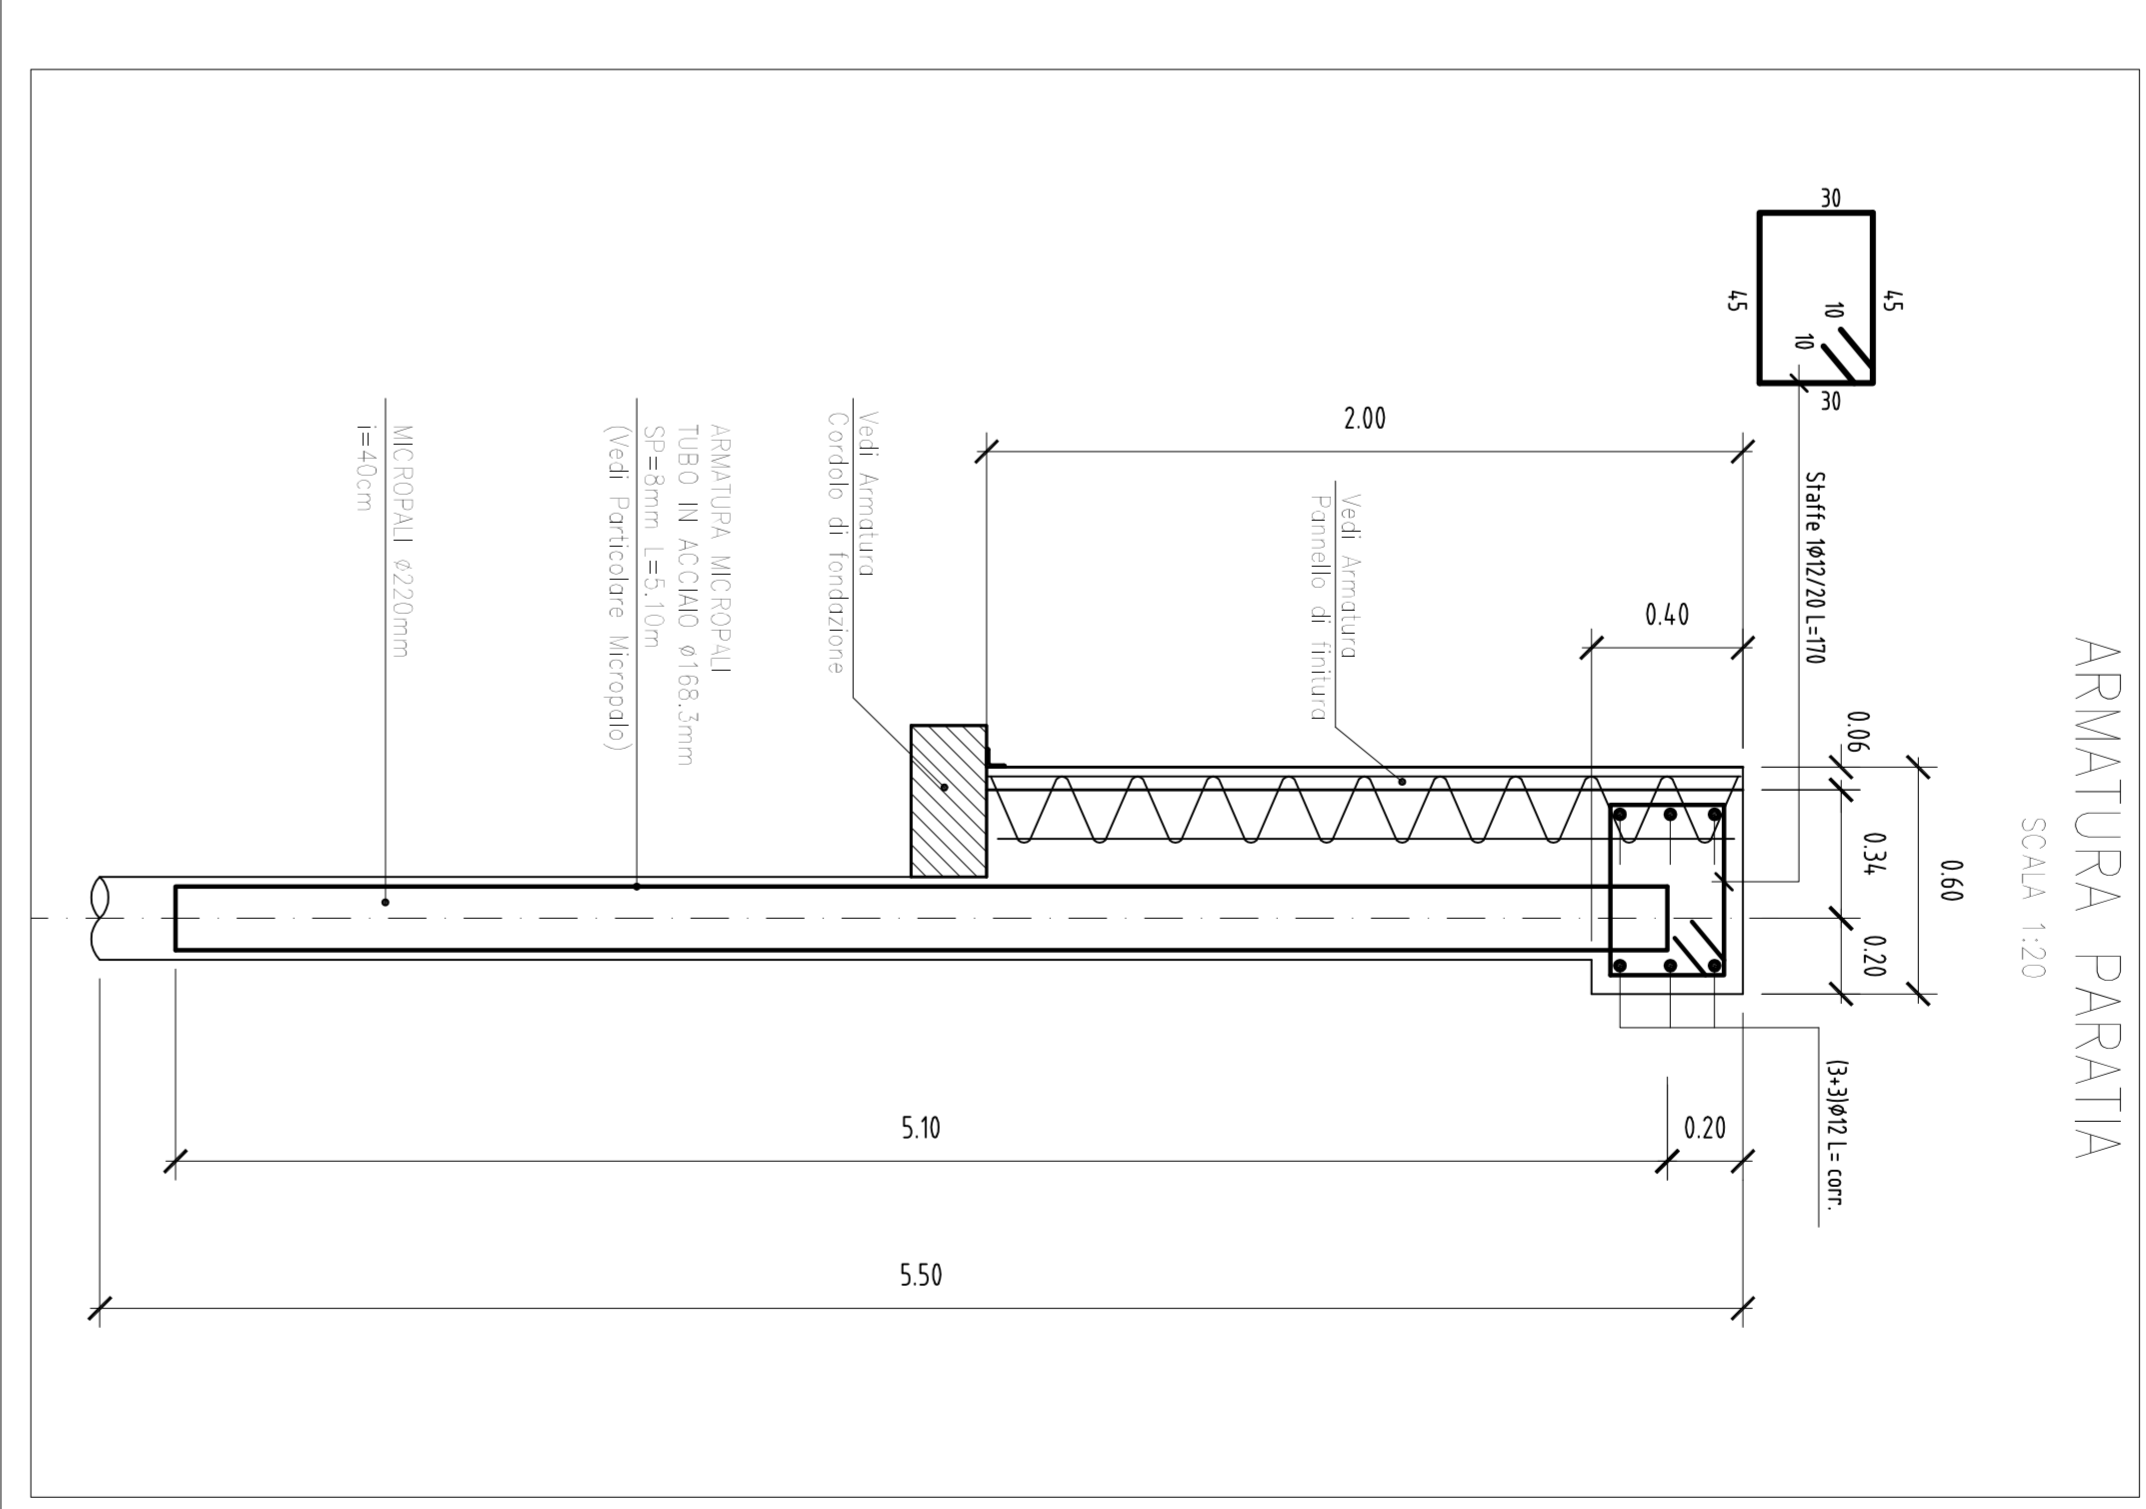 ARMATURA PARATIA
SCALA 1:20
0.60
0.06
0.34
0.20
30
45
45
10
10
30
Staffe 1ø12/20 L=170
(3+3)ø12 L= corr.
0.40
2.00
Vedi Armatura
Pannello di finitura
0.20
5.10
5.50
Vedi Armatura
Cordolo di fondazione
ARMATURA MICROPALI
TUBO IN ACCIAIO ø168.3mm
SP=8mm L=5.10m
(Vedi Particolare Micropalo)
MICROPALI ø220mm
i=40cm